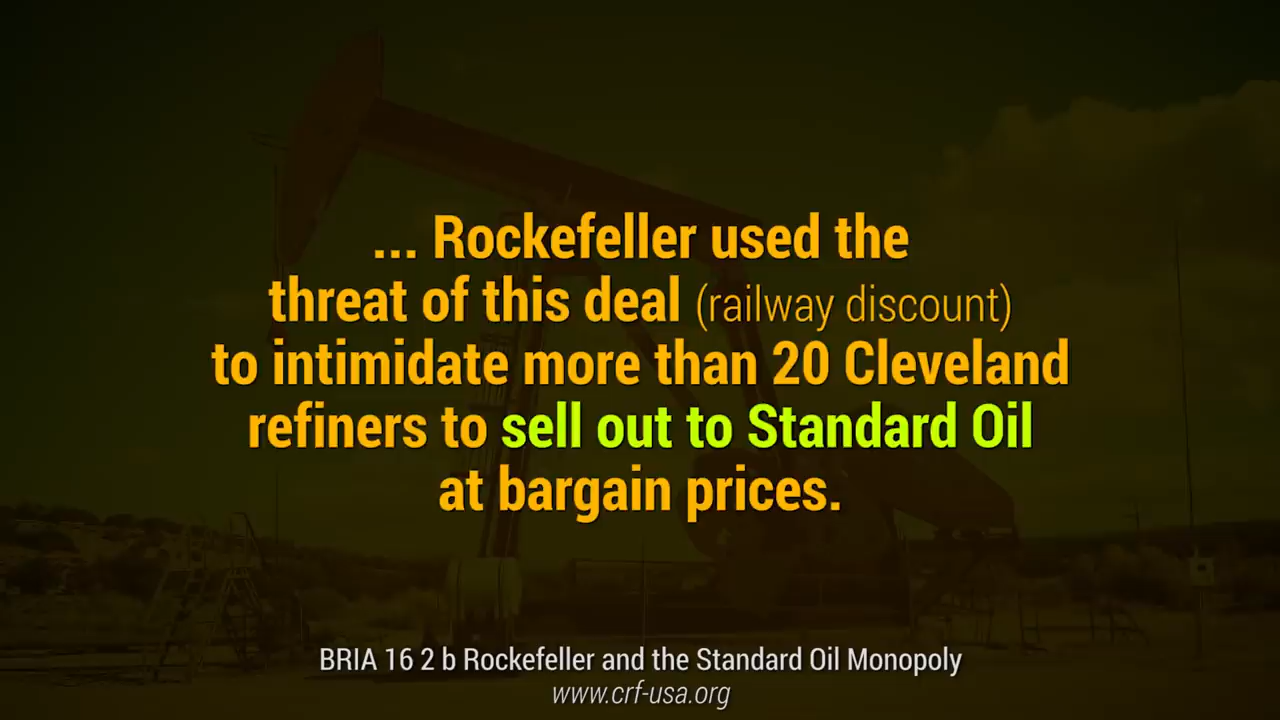 ... Rockefeller used the
threat of this deal (railway discount)
to intimidate more than 20 Cleveland
refiners to sell out to Standard Oil
at bargain prices.
BRIA 16 2 b Rockefeller and the Standard Oil Monopoly
www.crf-usa.org